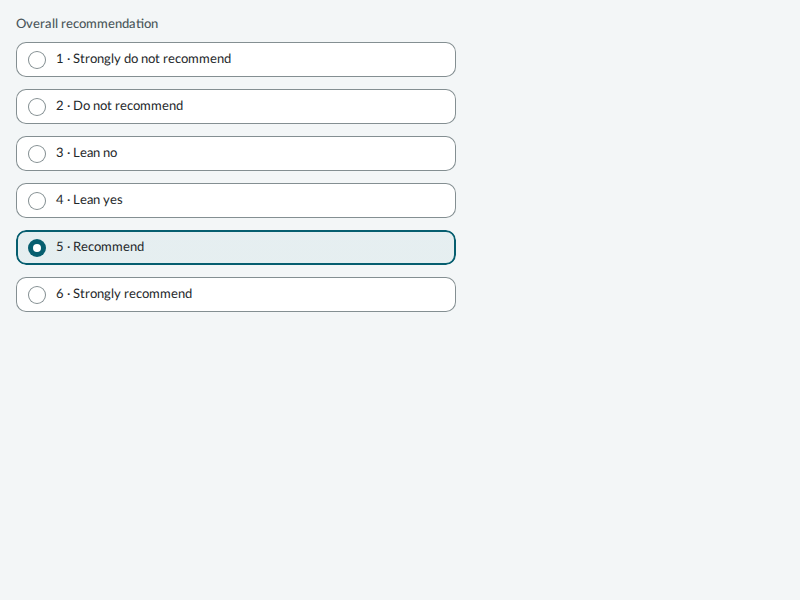 Overall recommendation
1 · Strongly do not recommend
2 · Do not recommend
3 · Lean no
4 · Lean yes
5 · Recommend
6 · Strongly recommend